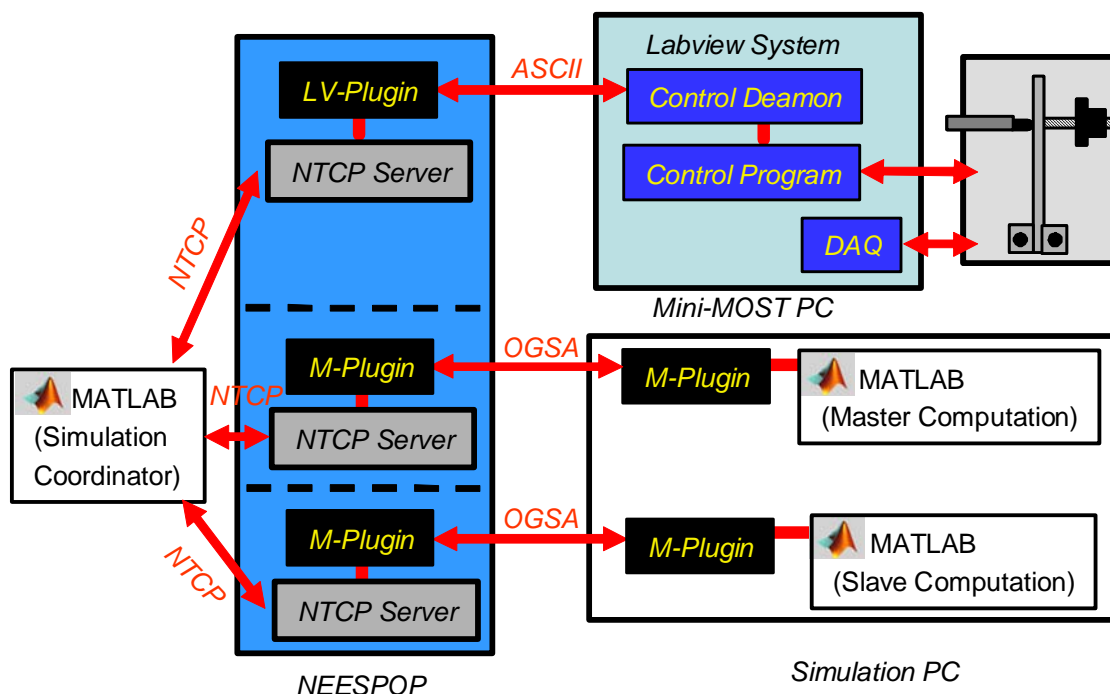 Labview System
LV-Plugin
ASCII
Control Deamon
NTCP Server
Control Program
NTCP
DAQ
Mini-MOST PC
M-Plugin
OGSA
M-Plugin
MATLAB
(Master Computation)
MATLAB
(Simulation
Coordinator)
NTCP
NTCP Server
M-Plugin
OGSA
M-Plugin
MATLAB
(Slave Computation)
NTCP
NTCP Server
NEESPOP
Simulation PC